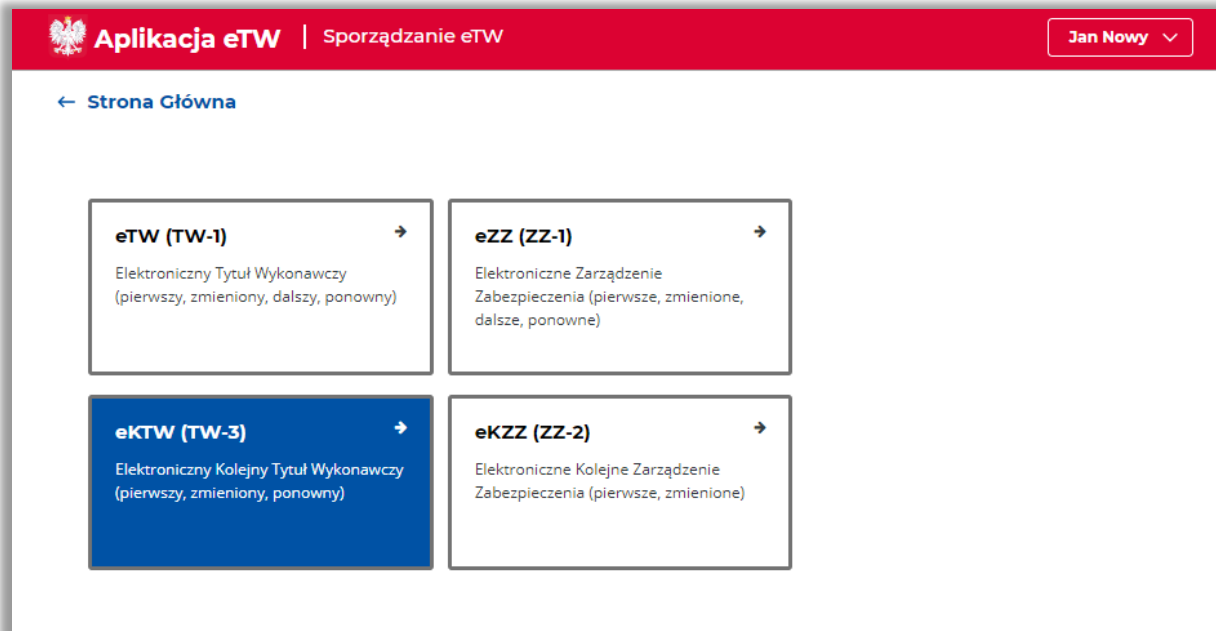 Aplikacja eTW | Sporządzanie eTW
Jan Nowy
← Strona Główna
eTW (TW-1)
Elektroniczny Tytuł Wykonawczy
(pierwszy, zmieniony, dalszy, ponowny)
eZZ (ZZ-1)
Elektroniczne Zarządzenie
Zabezpieczenia (pierwsze, zmienione,
dalsze, ponowne)
eKTW (TW-3)
Elektroniczny Kolejny Tytuł Wykonawczy
(pierwszy, zmieniony, ponowny)
eKZZ (ZZ-2)
Elektroniczne Kolejne Zarządzenie
Zabezpieczenia (pierwsze, zmienione)